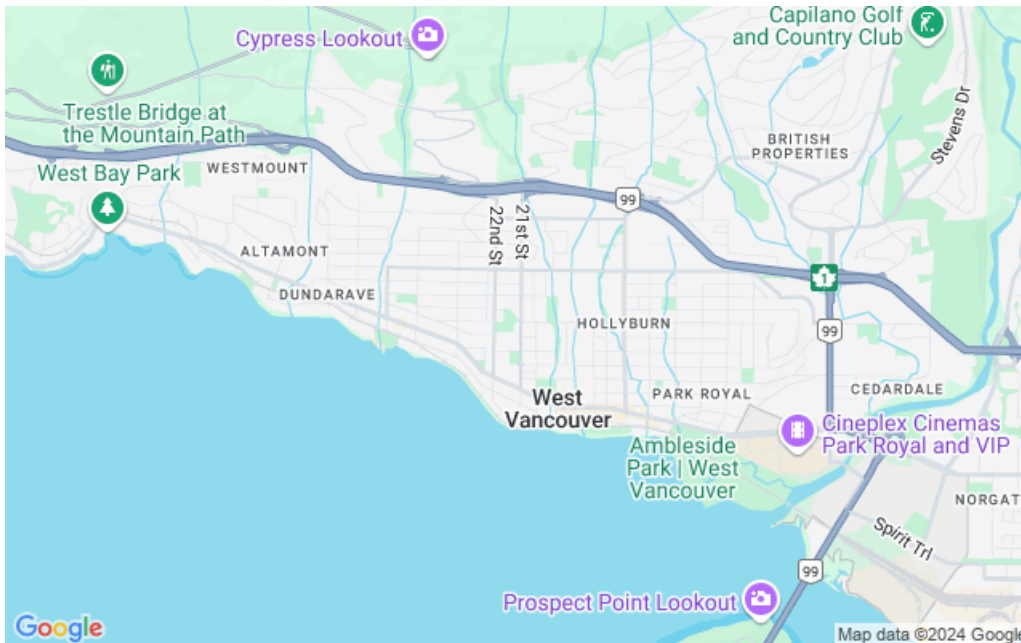 Capilano Golf
and Country Club
Cypress Lookout
Trestle Bridge at
the Mountain Path
Stevens Dr
BRITISH
PROPERTIES
WESTMOUNT
West Bay Park
99
22nd St
21st St
ALTAMONT
1
DUNDARAVE
HOLLYBURN
99
PARK ROYAL
CEDARDALE
West
Vancouver
Cineplex Cinemas
Park Royal and VIP
Ambleside
Park | West
Vancouver
NORGAT
Spirit Trl
99
Prospect Point Lookout
Google
Map data ©2024 Google